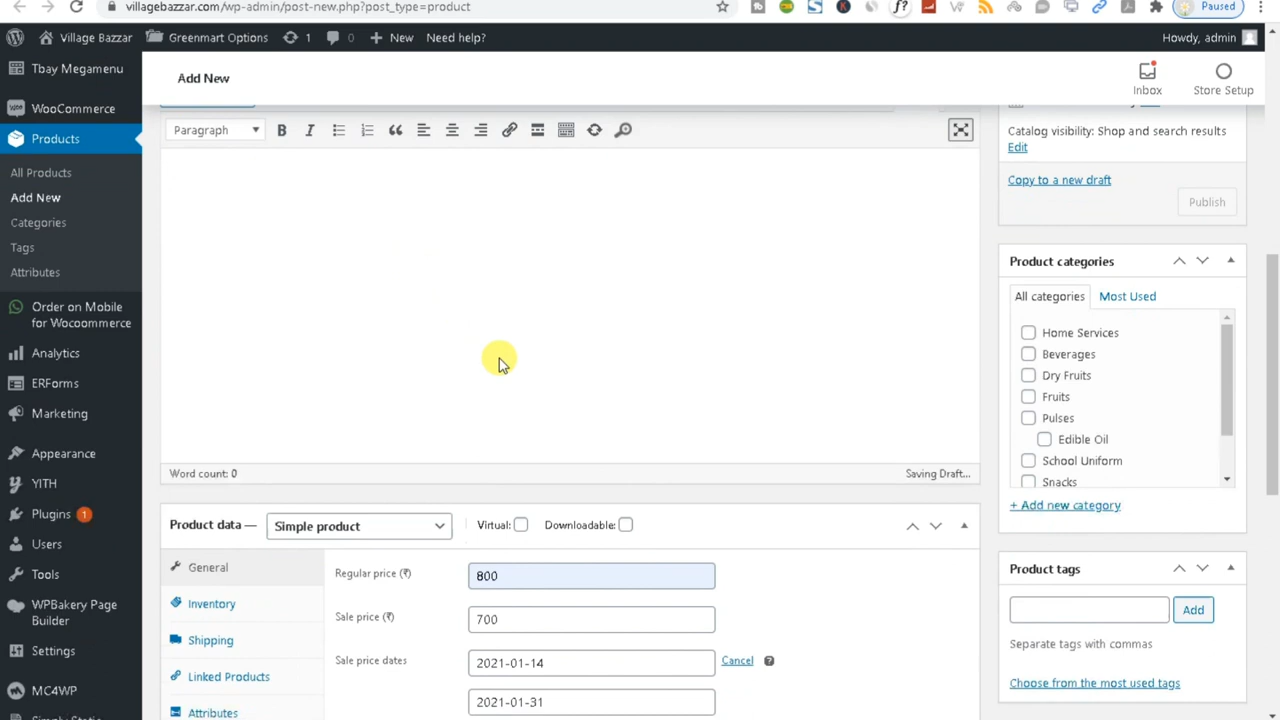 villagebazzar.com/wp-admin/post-new.php?post_type=product
Paused
Village Bazzar
Greenmart Options
1
0
New
Need help?
Howdy, admin
Tbay Megamenu
WooCommerce
Products
All Products
Add New
Categories
Tags
Attributes
Order on Mobile
for Wocoommerce
Analytics
ERForms
Marketing
Appearance
YITH
Plugins 1
Users
Tools
WPBakery Page
Builder
Settings
MC4WP
Simply Static
Add New
Inbox
Store Setup
Paragraph
Word count: 0
Saving Draft...
Product data —
Simple product
Virtual:
Downloadable:
General
Inventory
Shipping
Linked Products
Attributes
Regular price (₹)
800
Sale price (₹)
700
Sale price dates
2021-01-14
Cancel
2021-01-31
Catalog visibility: Shop and search results
Edit
Copy to a new draft
Publish
Product categories
All categories
Most Used
Home Services
Beverages
Dry Fruits
Fruits
Pulses
Edible Oil
School Uniform
Snacks
+ Add new category
Product tags
Add
Separate tags with commas
Choose from the most used tags